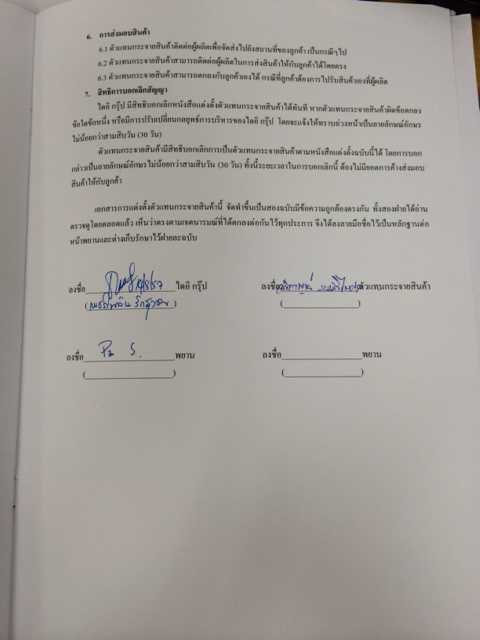 6. การส่งมอบสินค้า
6.1 ตัวแทนกระจายสินค้าติดต่อผู้ผลิตเพื่อจัดส่งไปยังสถานที่ของลูกค้า เป็นกรณีๆไป
6.2 ตัวแทนกระจายสินค้าสามารถติดต่อผู้ผลิตในการส่งสินค้าให้กับลูกค้าได้โดยตรง
6.3 ตัวแทนกระจายสินค้าสามารถตกลงกับลูกค้าเองได้ กรณีที่ลูกค้าต้องการไปรับสินค้าเองที่ผู้ผลิต
7. สิทธิการบอกเลิกสัญญา
ไดอิ กรุ๊ป มีสิทธิบอกเลิกหนังสือแต่งตั้งตัวแทนกระจายสินค้าได้ทันที หากตัวแทนกระจายสินค้าผิดข้อตกลง
ข้อใดข้อหนึ่ง หรือมีการปรับเปลี่ยนกลยุทธ์การบริหารของไดอิ กรุ๊ป โดยจะแจ้งให้ทราบล่วงหน้าเป็นลายลักษณ์อักษร
ไม่น้อยกว่าสามสิบวัน (30 วัน)
ตัวแทนกระจายสินค้ามีสิทธิบอกเลิกการเป็นตัวแทนกระจายสินค้าตามหนังสือแต่งตั้งฉบับนี้ได้ โดยการบอก
กล่าวเป็นลายลักษณ์อักษรไม่น้อยกว่าสามสิบวัน (30 วัน) ทั้งนี้ระยะเวลาในการบอกเลิกนี้ ต้องไม่มียอดการค้างส่งมอบ
สินค้าให้กับลูกค้า
เอกสารการแต่งตั้งตัวแทนกระจายสินค้านี้ จัดทำขึ้นเป็นสองฉบับมีข้อความถูกต้องตรงกัน ทั้งสองฝ่ายได้อ่าน
ตรวจดูโดยตลอดแล้ว เห็นว่าตรงตามเจตนารมณ์ที่ได้ตกลงต่อกันไว้ทุกประการ จึงได้ลงลายมือชื่อไว้เป็นหลักฐานต่อ
หน้าพยานและต่างเก็บรักษาไว้ฝ่ายละฉบับ
ลงชื่อ ไดอิ กรุ๊ป ลงชื่อ ตัวแทนกระจายสินค้า
ลงชื่อ พยาน ลงชื่อ พยาน